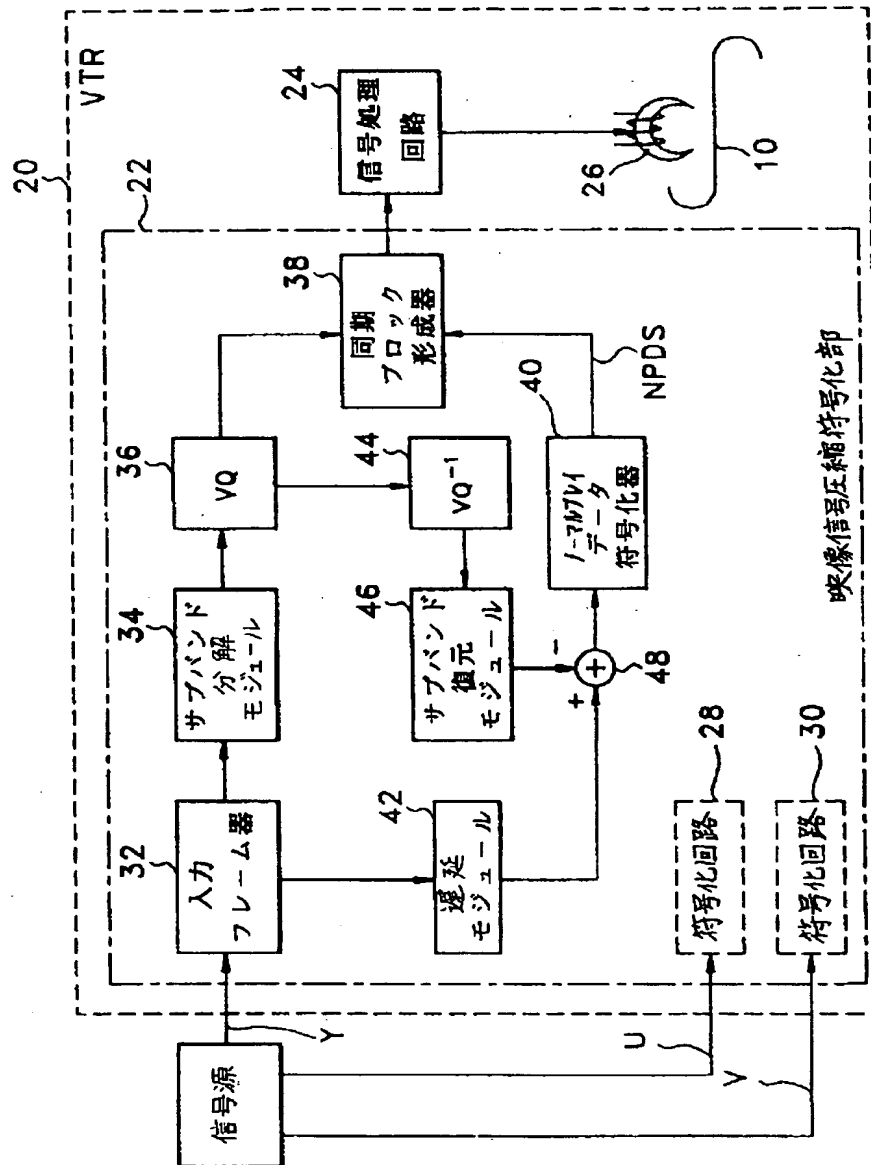 20
VTR
22
信号源
Y
U
V
32
入力
フレーム器
34
サブバンド
分解
モジュール
36
VQ
38
同期
ブロック
形成器
24
信号処理
回路
26
10
42
遅延
モジュール
46
サブバンド
復元
モジュール
44
VQ⁻¹
+
-
+
48
40
ノーマルプレイ
データ
符号化器
NPDS
28
符号化回路
30
符号化回路
映像信号圧縮符号化部